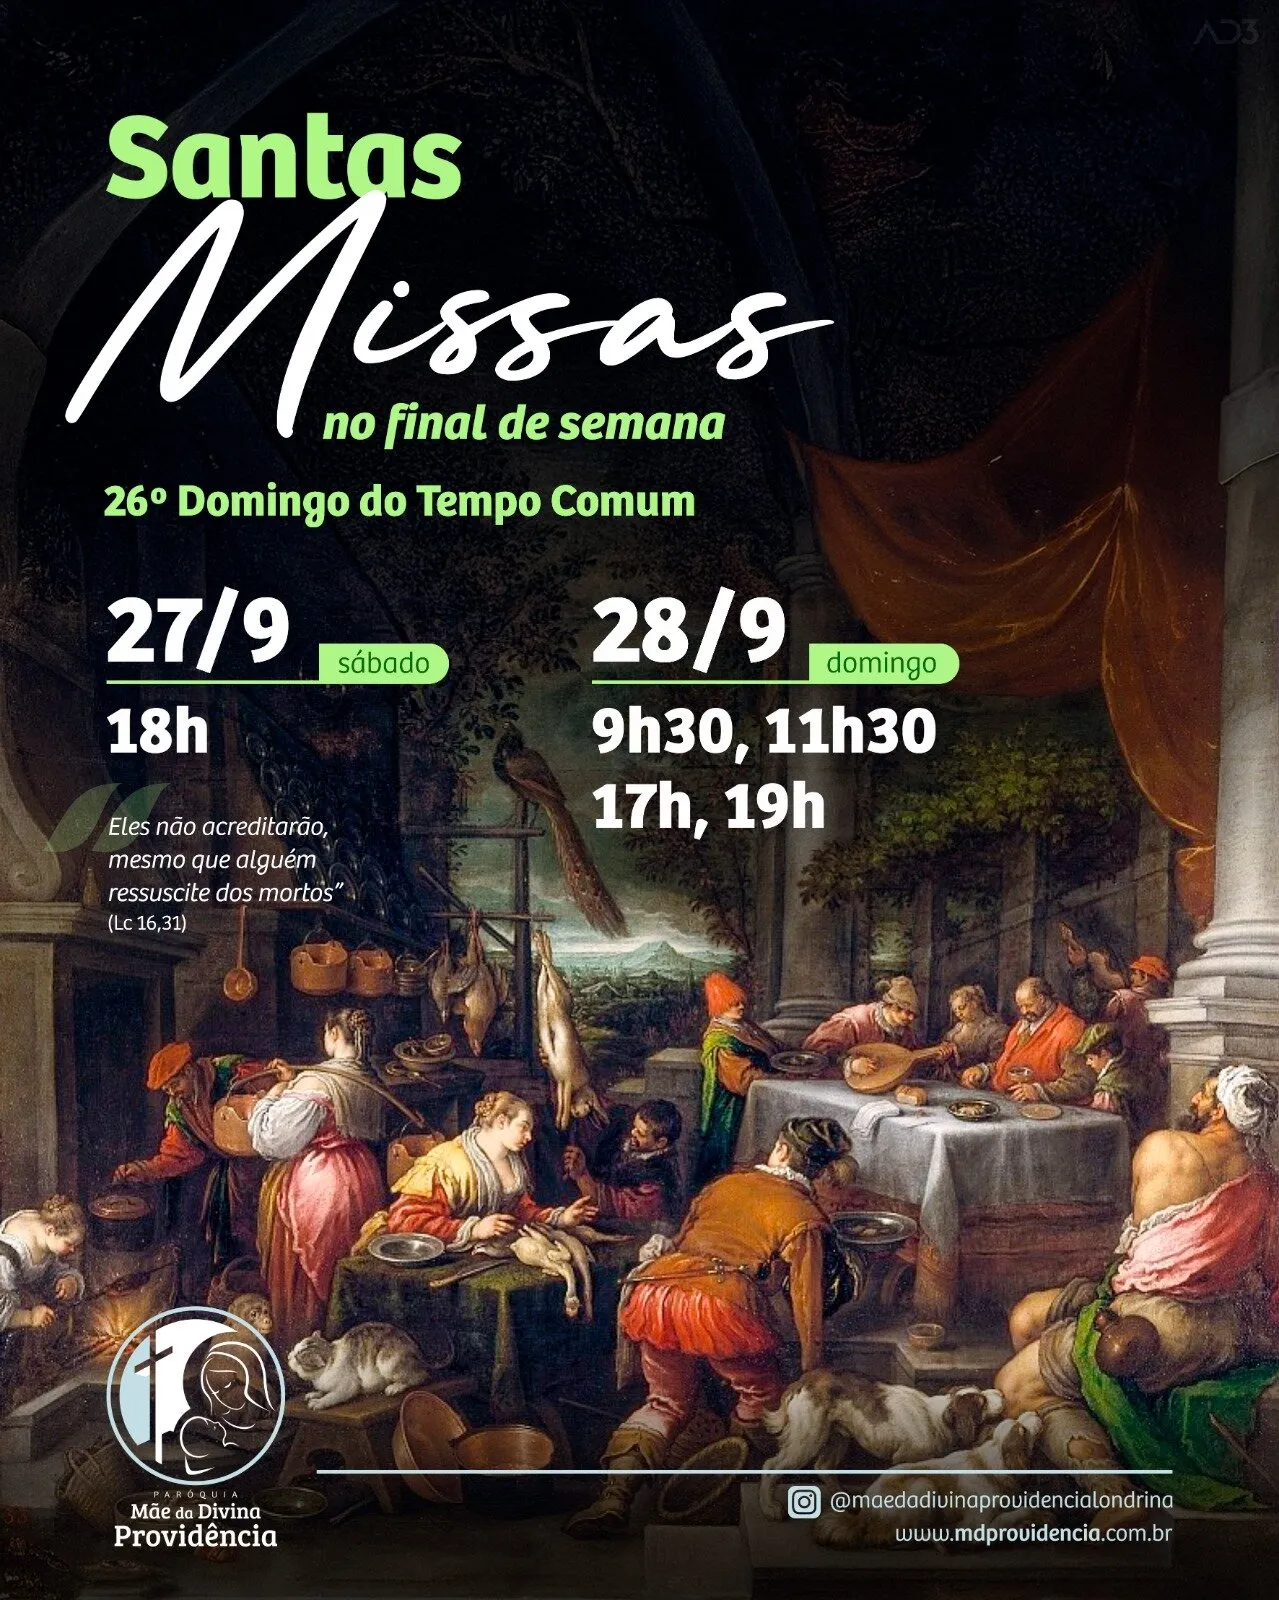 AD3
Santas
Missas
no final de semana
26º Domingo do Tempo Comum
27/9 sábado
18h
28/9 domingo
9h30, 11h30
17h, 19h
Eles não acreditarão,
mesmo que alguém
ressuscite dos mortos”
(Lc 16,31)
PARÓQUIA
Mãe da Divina
Providência
@maedadivinaprovidencialondrina
www.mdprovidencia.com.br